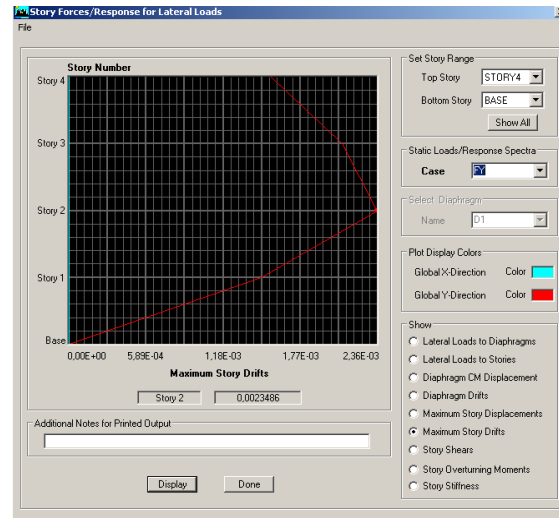 Story Forces/Response for Lateral Loads
File
Story Number
Story 4
Story 3
Story 2
Story 1
Base
0,00E+00 5,89E-04 1,18E-03 1,77E-03 2,36E-03
Maximum Story Drifts
Story 2 0,0023486
Additional Notes for Printed Output
Display Done
Set Story Range
Top Story STORY4
Bottom Story BASE
Show All
Static Loads/Response Spectra
Case FY
Select Diaphragm
Name D1
Plot Display Colors
Global X-Direction Color
Global Y-Direction Color
Show
Lateral Loads to Diaphragms
Lateral Loads to Stories
Diaphragm CM Displacement
Diaphragm Drifts
Maximum Story Displacements
Maximum Story Drifts
Story Shears
Story Overturning Moments
Story Stiffness